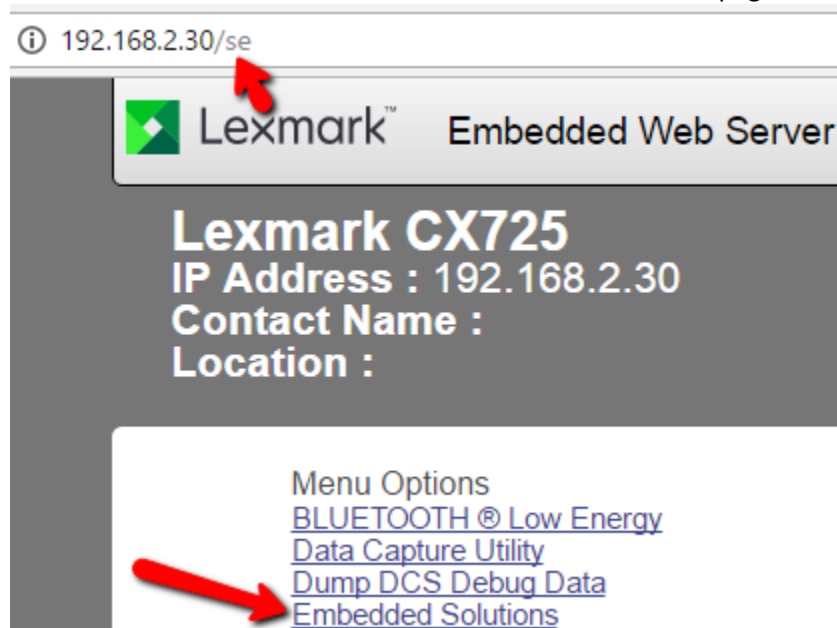 192.168.2.30/se
Lexmark™ Embedded Web Server
Lexmark CX725
IP Address : 192.168.2.30
Contact Name :
Location :
Menu Options
BLUETOOTH ® Low Energy
Data Capture Utility
Dump DCS Debug Data
Embedded Solutions